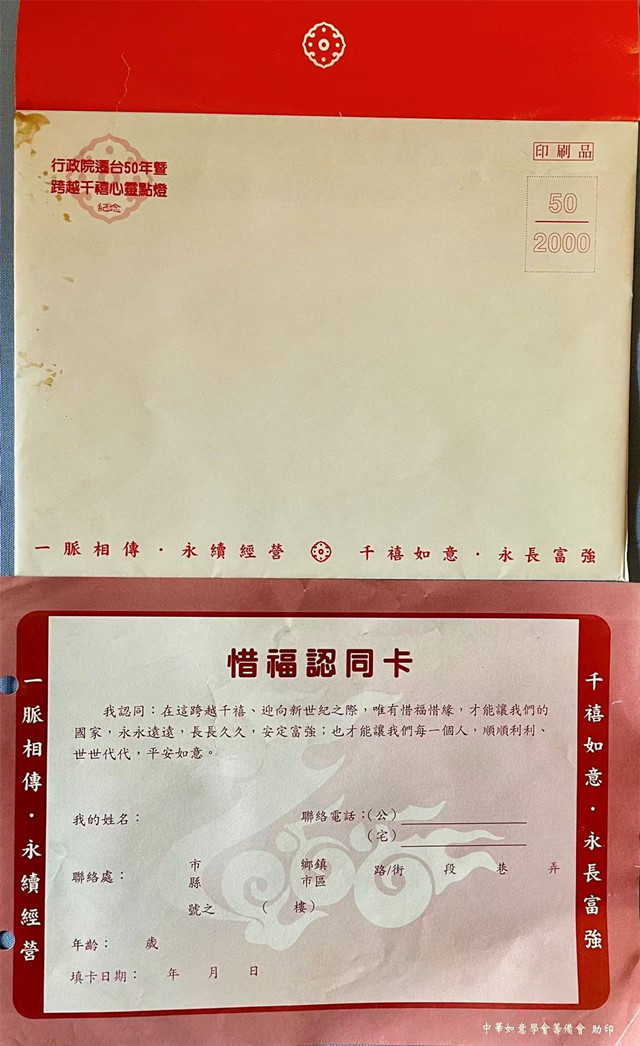 行政院遷台50年暨
跨越千禧心靈點燈
紀念
印刷品
50
2000
一脈相傳・永續經營 千禧如意・永長富強
一脈相傳・永續經營
千禧如意・永長富強
惜福認同卡
我認同：在這跨越千禧、迎向新世紀之際，唯有惜福惜緣，才能讓我們的
國家，永永遠遠，長長久久，安定富強；也才能讓我們每一個人，順順利利、
世世代代，平安如意。
我的姓名： 聯絡電話：(公)
(宅)
聯絡處： 市 鄉鎮 路/街 段 巷 弄
縣 市區
號之 ( 樓)
年齡： 歲
填卡日期： 年 月 日
中華如意學會籌備會 助印